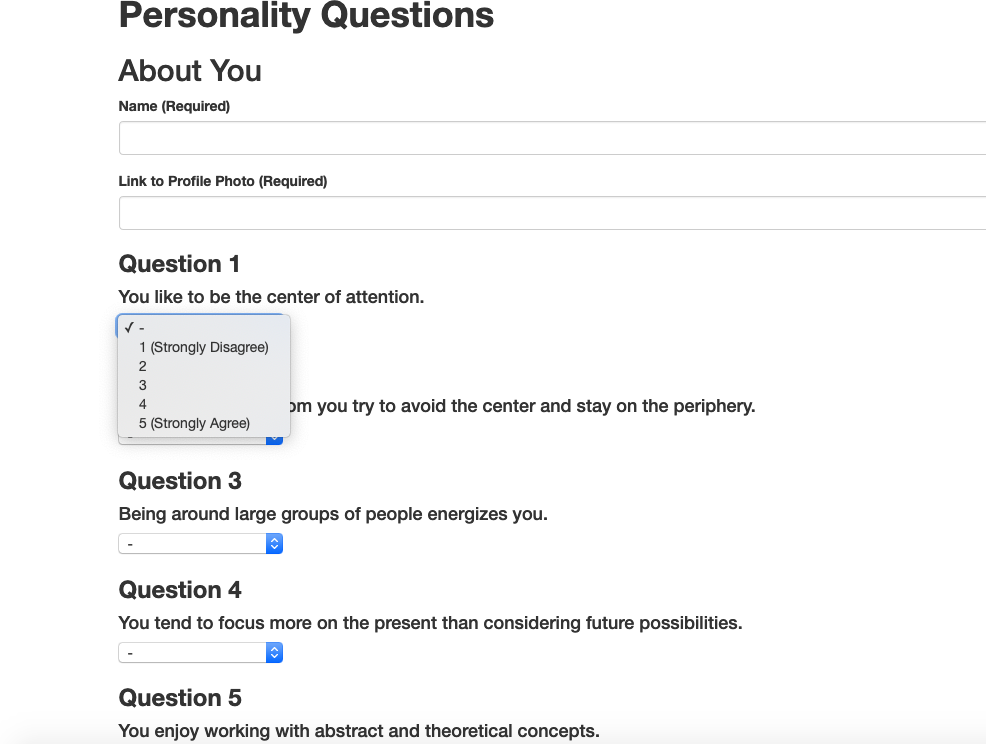 Personality Questions
About You
Name (Required)
Link to Profile Photo (Required)
Question 1
You like to be the center of attention.
✓ -
1 (Strongly Disagree)
2
3
4
5 (Strongly Agree)
you try to avoid the center and stay on the periphery.
Question 3
Being around large groups of people energizes you.
-
Question 4
You tend to focus more on the present than considering future possibilities.
-
Question 5
You enjoy working with abstract and theoretical concepts.